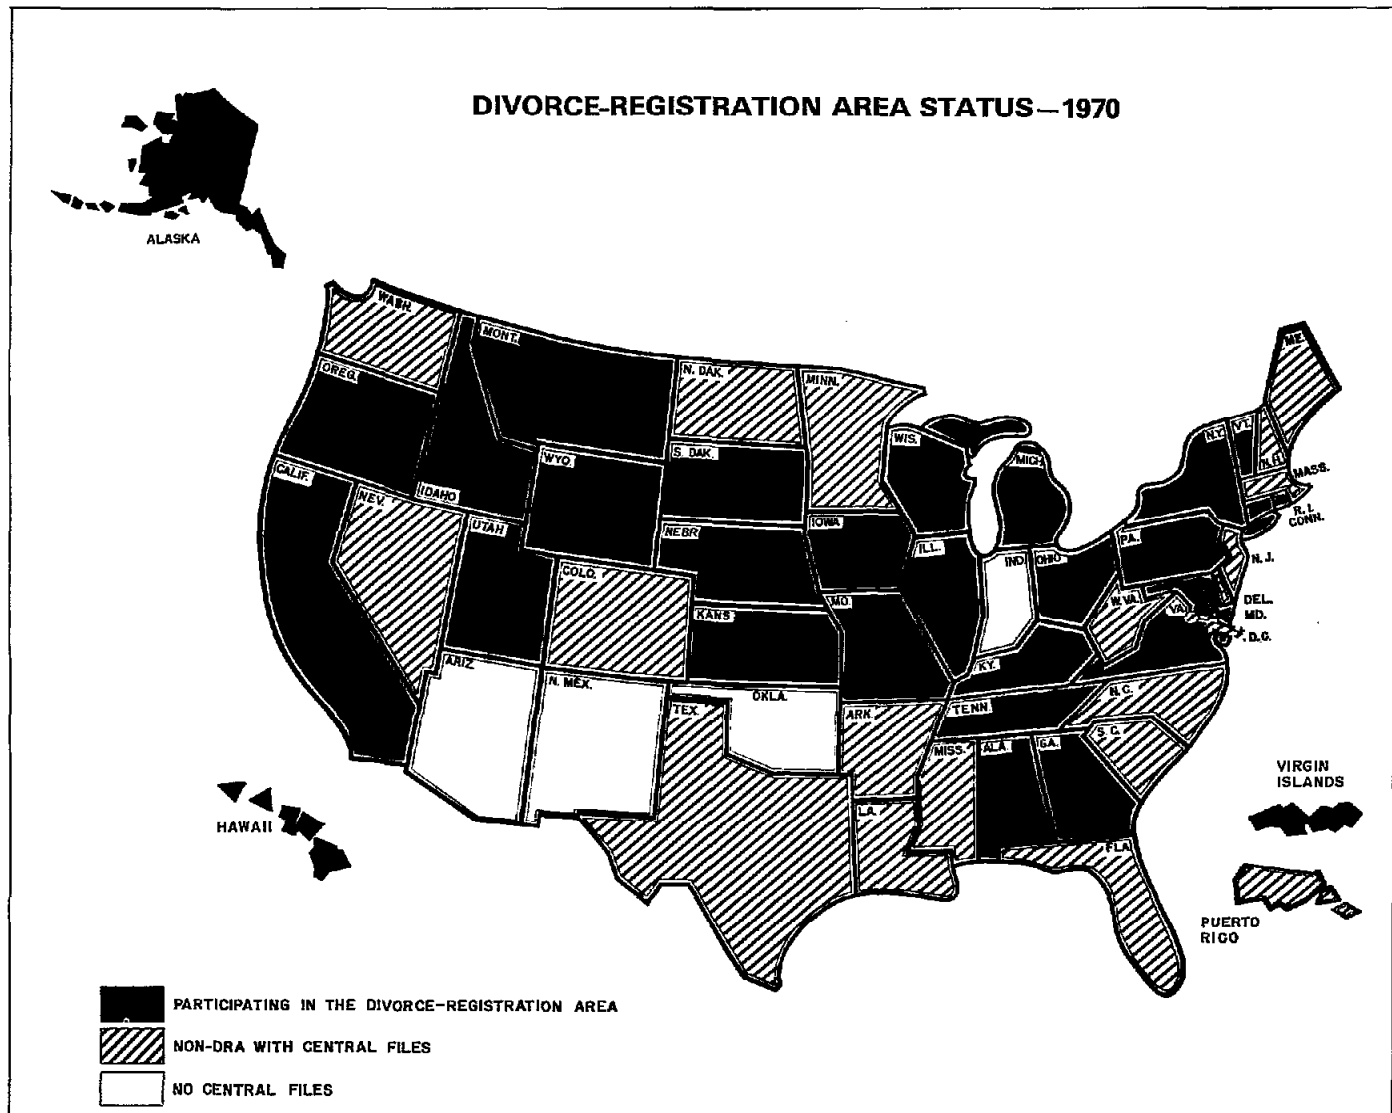 DIVORCE-REGISTRATION AREA STATUS—1970
ALASKA
WASH.
MONT.
OREG.
N. DAK.
MINN.
ME.
WIS.
N.Y.
VT.
N.H.
MASS.
R.I.
CONN.
CALIF.
NEV.
IDAHO
WYO.
S. DAK.
MICH.
UTAH
NEBR
IOWA
ILL.
IND
OHIO
PA.
N.J.
COLO.
KANS
MO.
W.VA.
VA.
DEL.
MD.
D.C.
ARIZ
N. MEX.
OKLA.
TEX.
ARK.
KY.
TENN.
N.C.
S.C.
MISS.
ALA.
GA.
LA.
FLA
HAWAII
VIRGIN
ISLANDS
PUERTO
RICO
PARTICIPATING IN THE DIVORCE-REGISTRATION AREA
NON-DRA WITH CENTRAL FILES
NO CENTRAL FILES